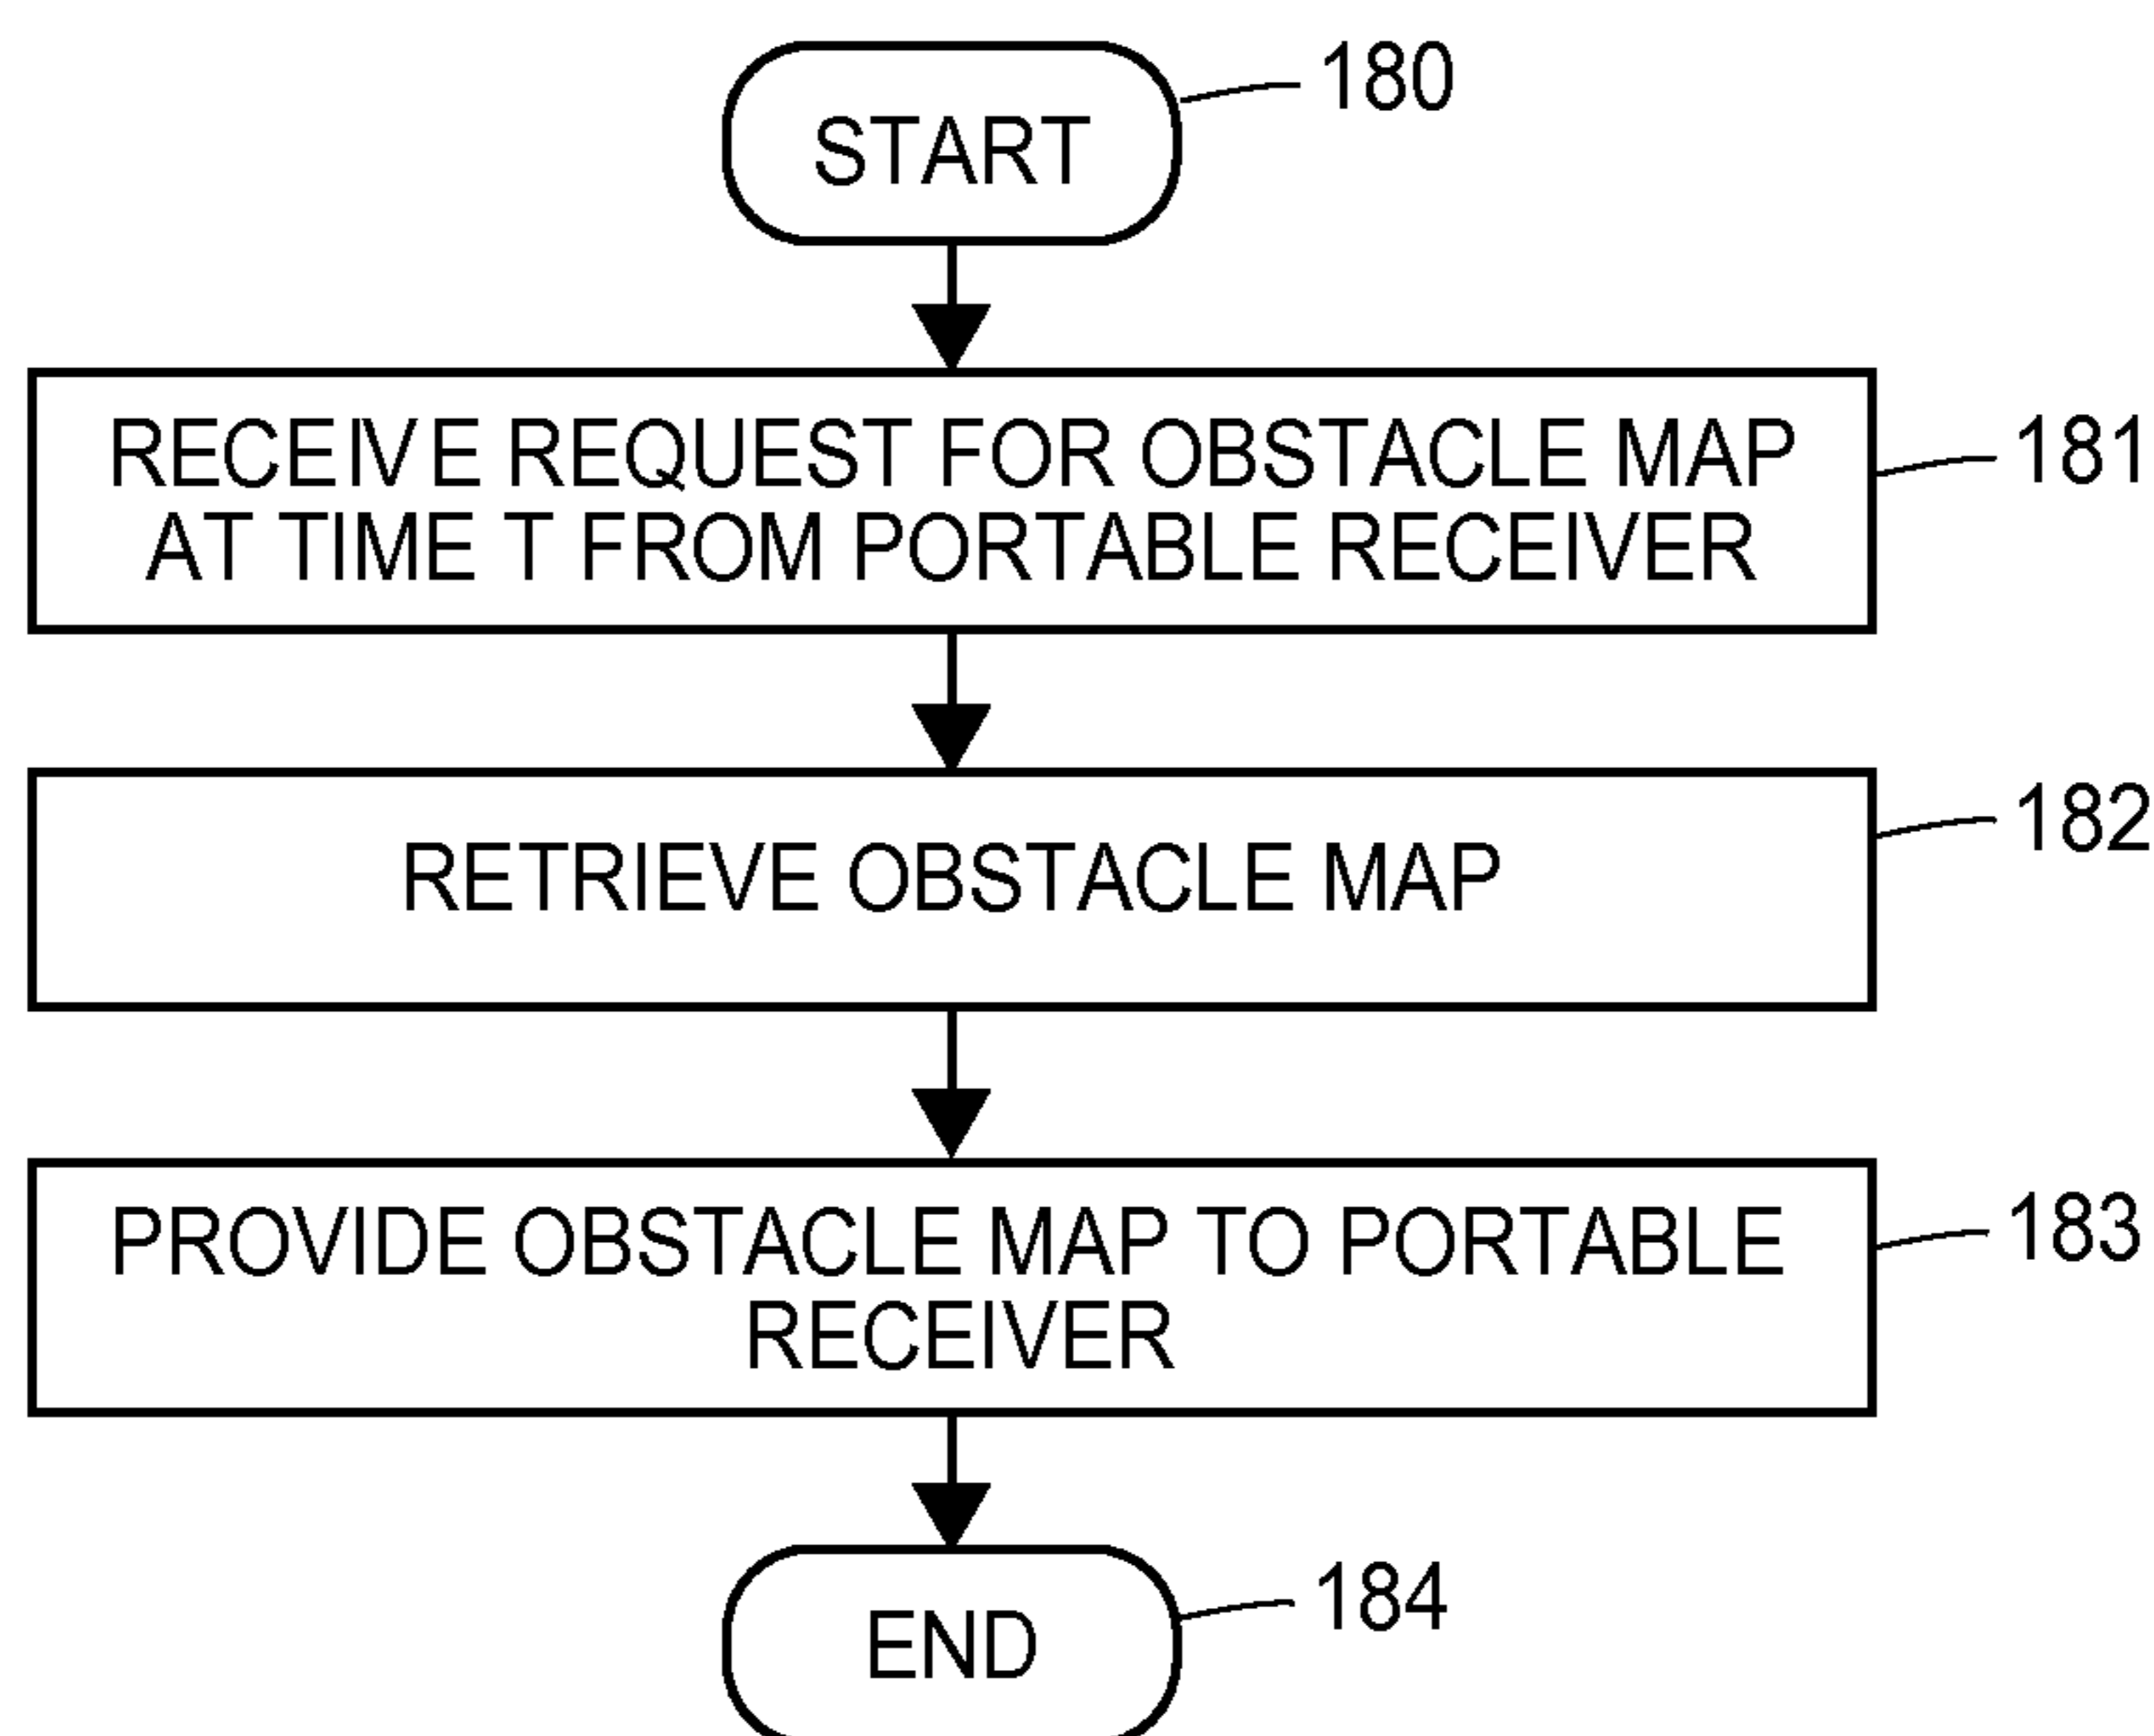 START
180
RECEIVE REQUEST FOR OBSTACLE MAP
AT TIME T FROM PORTABLE RECEIVER
181
RETRIEVE OBSTACLE MAP
182
PROVIDE OBSTACLE MAP TO PORTABLE
RECEIVER
183
END
184